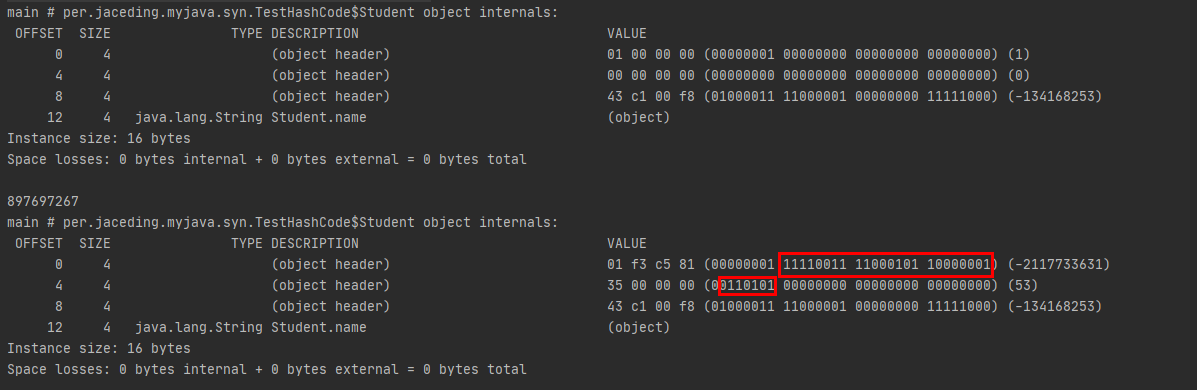 main # per.jaceding.myjava.syn.TestHashCode$Student object internals:
OFFSET SIZE TYPE DESCRIPTION VALUE
0 4 (object header) 01 00 00 00 (00000001 00000000 00000000 00000000) (1)
4 4 (object header) 00 00 00 00 (00000000 00000000 00000000 00000000) (0)
8 4 (object header) 43 c1 00 f8 (01000011 11000001 00000000 11111000) (-134168253)
12 4 java.lang.String Student.name (object)
Instance size: 16 bytes
Space losses: 0 bytes internal + 0 bytes external = 0 bytes total
897697267
main # per.jaceding.myjava.syn.TestHashCode$Student object internals:
OFFSET SIZE TYPE DESCRIPTION VALUE
0 4 (object header) 01 f3 c5 81 (00000001 11110011 11000101 10000001) (-2117733631)
4 4 (object header) 35 00 00 00 (00110101 00000000 00000000 00000000) (53)
8 4 (object header) 43 c1 00 f8 (01000011 11000001 00000000 11111000) (-134168253)
12 4 java.lang.String Student.name (object)
Instance size: 16 bytes
Space losses: 0 bytes internal + 0 bytes external = 0 bytes total